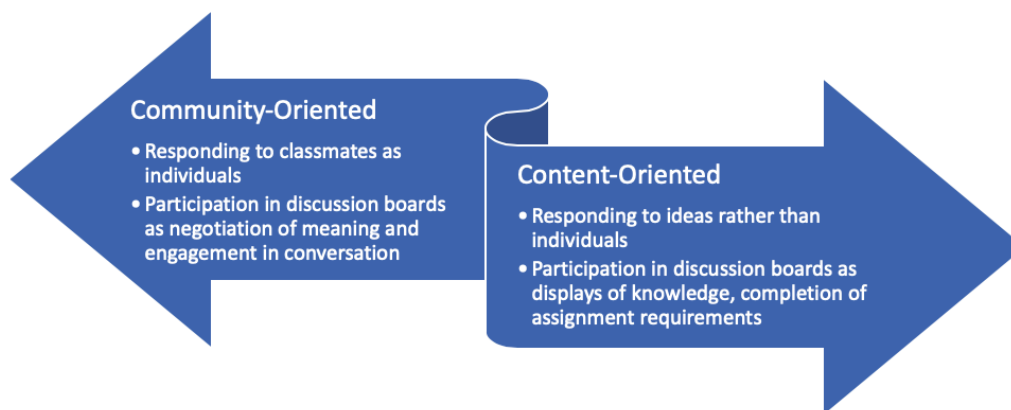 Community-Oriented
• Responding to classmates as
individuals
• Participation in discussion boards
as negotiation of meaning and
engagement in conversation
Content-Oriented
• Responding to ideas rather than
individuals
• Participation in discussion boards as
displays of knowledge, completion of
assignment requirements